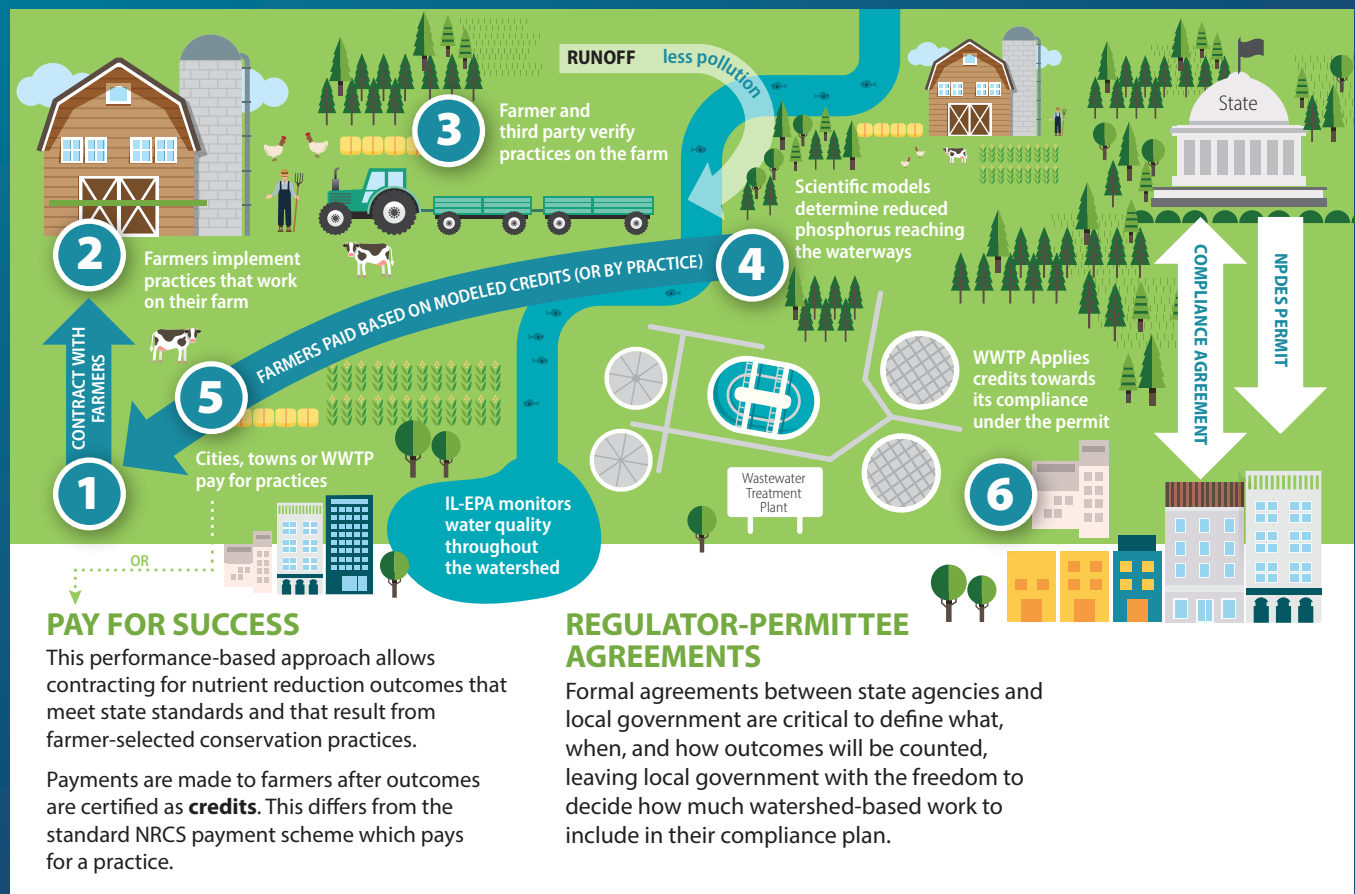 RUNOFF less pollution
State
3
Farmer and
third party verify
practices on the farm
Scientific models
determine reduced
phosphorus reaching
the waterways
2
Farmers implement
practices that work
on their farm
4
COMPLIANCE AGREEMENT
NPDES PERMIT
FARMERS PAID BASED ON MODELED CREDITS (OR BY PRACTICE)
CONTRACT WITH
FARMERS
5
WWTP Applies
credits towards
its compliance
under the permit
Cities, towns or WWTP
pay for practices
1
Wastewater
Treatment
Plant
6
IL-EPA monitors
water quality
throughout
the watershed
OR
PAY FOR SUCCESS
This performance-based approach allows
contracting for nutrient reduction outcomes that
meet state standards and that result from
farmer-selected conservation practices.
Payments are made to farmers after outcomes
are certified as credits. This differs from the
standard NRCS payment scheme which pays
for a practice.
REGULATOR-PERMITTEE
AGREEMENTS
Formal agreements between state agencies and
local government are critical to define what,
when, and how outcomes will be counted,
leaving local government with the freedom to
decide how much watershed-based work to
include in their compliance plan.